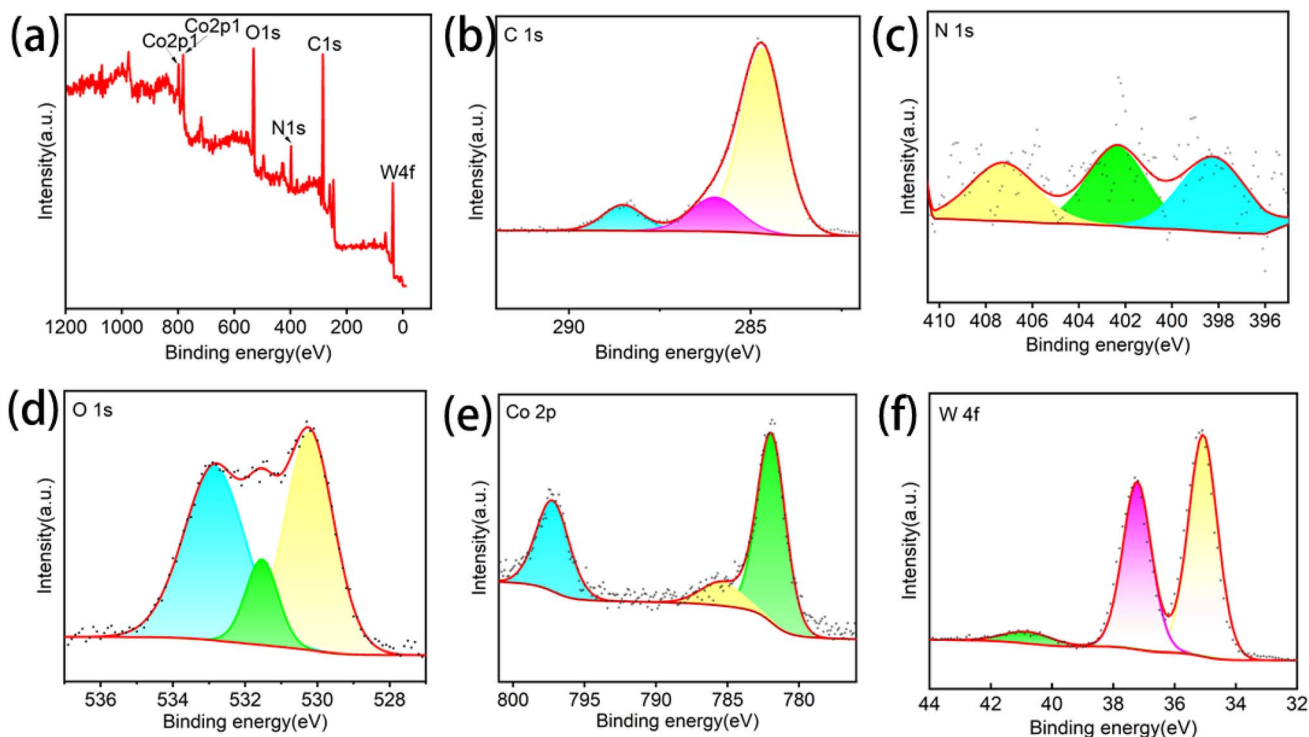 (a)
Co2p1
Co2p1
O1s
C1s
N1s
W4f
Intensity(a.u.)
1200 1000 800 600 400 200 0
Binding energy(eV)
(b)
C 1s
Intensity(a.u.)
290 285
Binding energy(eV)
(c)
N 1s
Intensity(a.u.)
410 408 406 404 402 400 398 396
Binding energy(eV)
(d)
O 1s
Intensity(a.u.)
536 534 532 530 528
Binding energy(eV)
(e)
Co 2p
Intensity(a.u.)
800 795 790 785 780
Binding energy(eV)
(f)
W 4f
Intensity(a.u.)
44 42 40 38 36 34 32
Binding energy(eV)